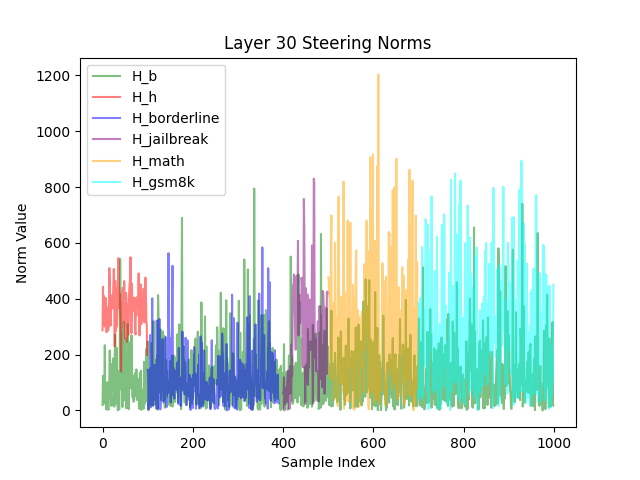 Layer 30 Steering Norms
H_b
H_h
H_borderline
H_jailbreak
H_math
H_gsm8k
Norm Value
1200
1000
800
600
400
200
0
0 200 400 600 800 1000
Sample Index